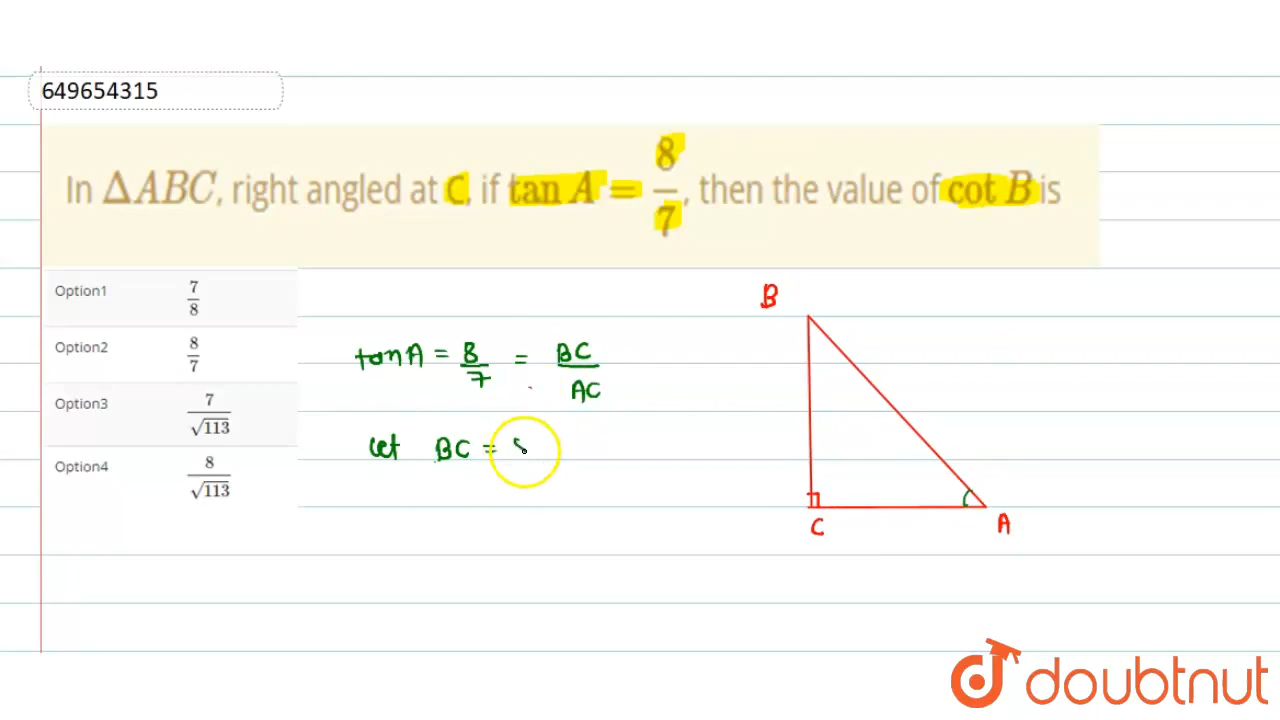 649654315
In ΔABC, right angled at C, if tan A = 8/7, then the value of cot B is
Option1 7/8
Option2 8/7
Option3 7/√113
Option4 8/√113
tanA = 8/7 = BC/AC
let BC =
B
C
A
doubtnut